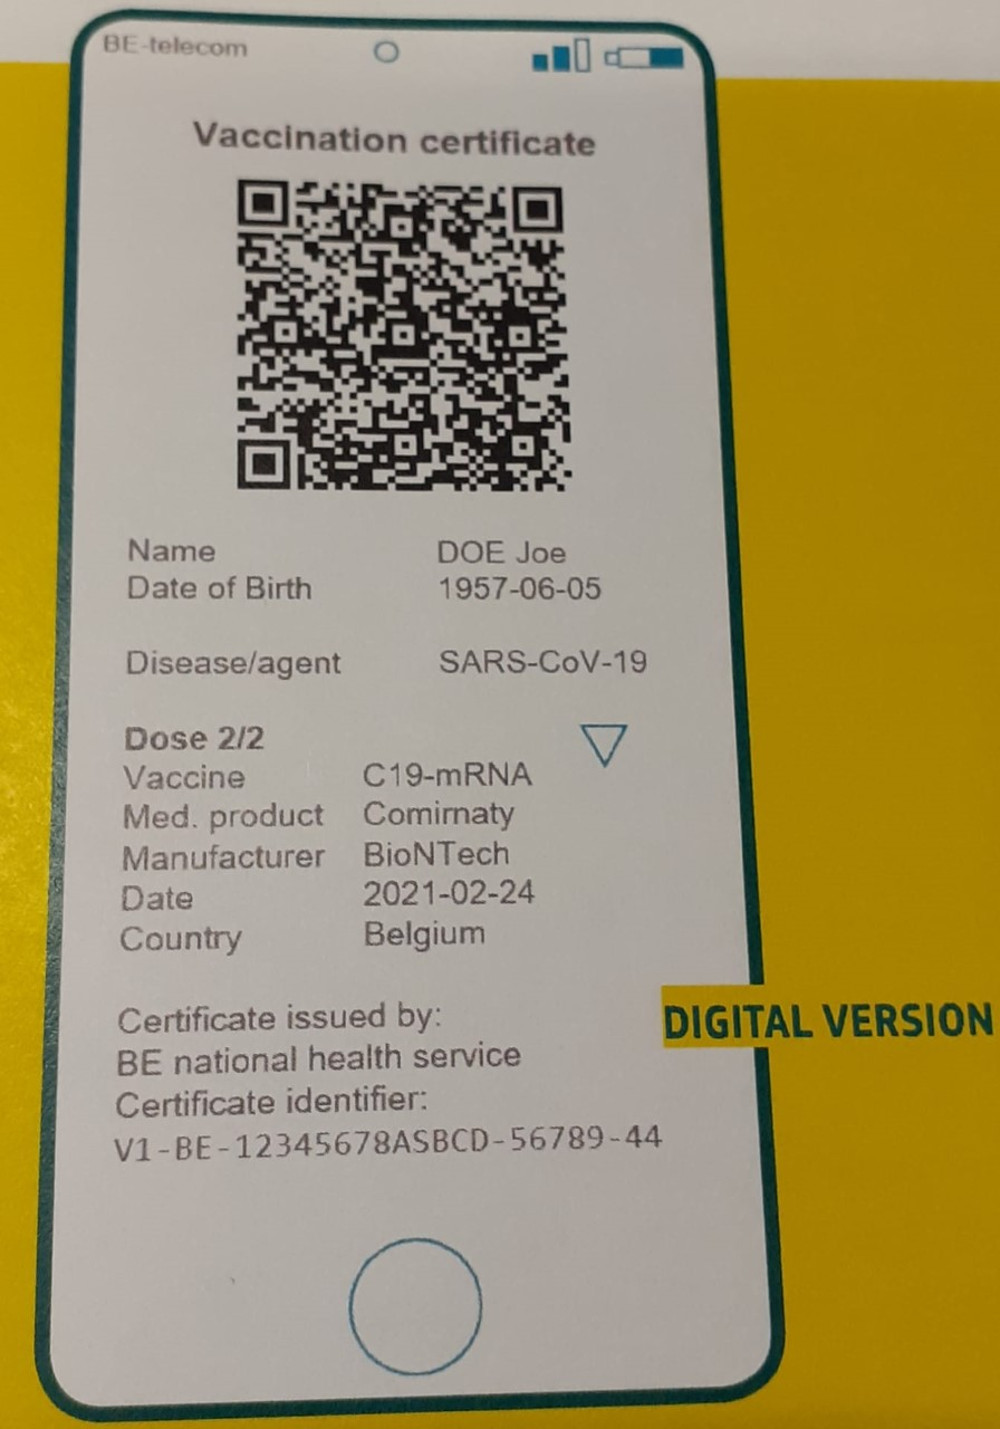 BE-telecom
Vaccination certificate
Name DOE Joe
Date of Birth 1957-06-05
Disease/agent SARS-CoV-19
Dose 2/2
Vaccine C19-mRNA
Med. product Comirnaty
Manufacturer BioNTech
Date 2021-02-24
Country Belgium
Certificate issued by:
BE national health service
Certificate identifier:
V1-BE-12345678ASBCD-56789-44
DIGITAL VERSION